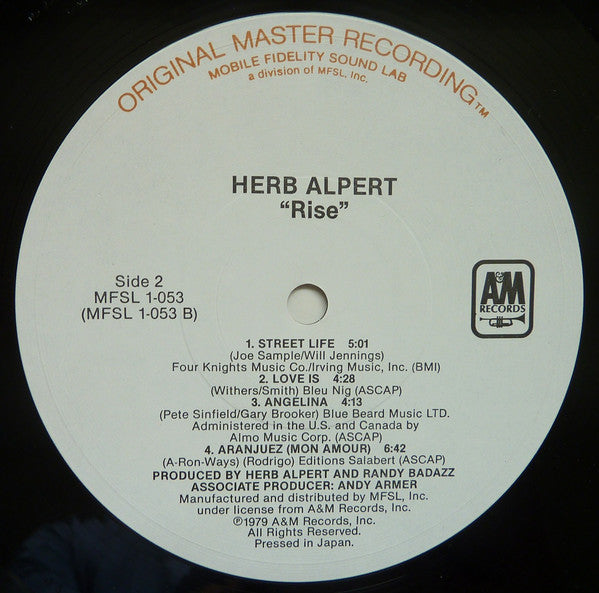 ORIGINAL MASTER RECORDING™
MOBILE FIDELITY SOUND LAB
a division of MFSL, Inc.
HERB ALPERT
“Rise”
Side 2
MFSL 1-053
(MFSL 1-053 B)
A&M
RECORDS
1. STREET LIFE 5:01
(Joe Sample/Will Jennings)
Four Knights Music Co./Irving Music, Inc. (BMI)
2. LOVE IS 4:28
(Withers/Smith) Bleu Nig (ASCAP)
3. ANGELINA 4:13
(Pete Sinfield/Gary Brooker) Blue Beard Music LTD.
Administered in the U.S. and Canada by
Almo Music Corp. (ASCAP)
4. ARANJUEZ (MON AMOUR) 6:42
(A-Ron-Ways) (Rodrigo) Editions Salabert (ASCAP)
PRODUCED BY HERB ALPERT AND RANDY BADAZZ
ASSOCIATE PRODUCER: ANDY ARMER
Manufactured and distributed by MFSL, Inc.
under license from A&M Records, Inc.
℗1979 A&M Records, Inc.
All Rights Reserved.
Pressed in Japan.